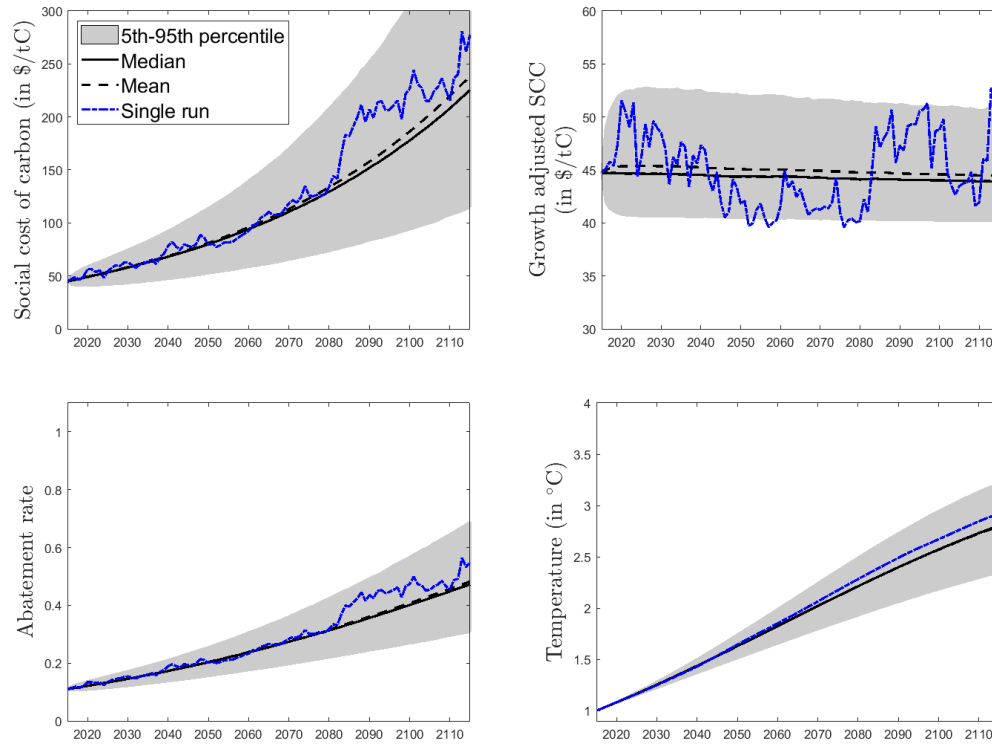 Social cost of carbon (in $/tC)
300
250
200
150
100
50
0
5th-95th percentile
Median
Mean
Single run
2020 2030 2040 2050 2060 2070 2080 2090 2100 2110
Growth adjusted SCC
(in $/tC)
60
55
50
45
40
35
30
2020 2030 2040 2050 2060 2070 2080 2090 2100 2110
Abatement rate
1
0.8
0.6
0.4
0.2
0
2020 2030 2040 2050 2060 2070 2080 2090 2100 2110
Temperature (in °C)
4
3.5
3
2.5
2
1.5
1
2020 2030 2040 2050 2060 2070 2080 2090 2100 2110